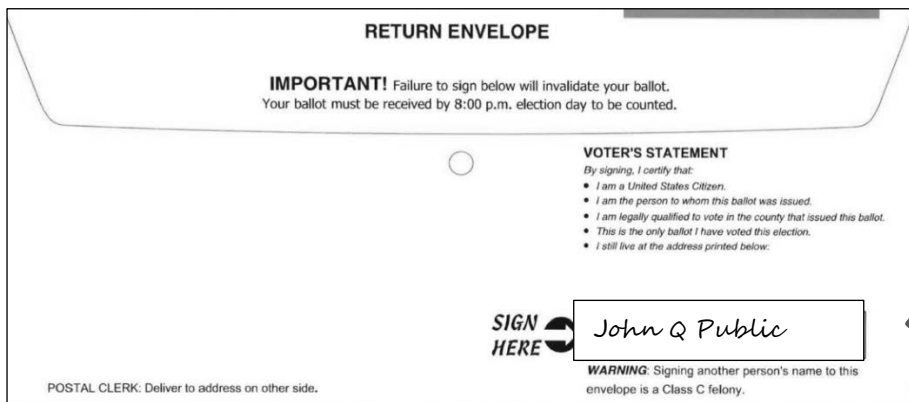 RETURN ENVELOPE
IMPORTANT! Failure to sign below will invalidate your ballot.
Your ballot must be received by 8:00 p.m. election day to be counted.
VOTER'S STATEMENT
By signing, I certify that:
• I am a United States Citizen.
• I am the person to whom this ballot was issued.
• I am legally qualified to vote in the county that issued this ballot.
• This is the only ballot I have voted this election.
• I still live at the address printed below:
SIGN
HERE
John Q Public
WARNING: Signing another person's name to this
envelope is a Class C felony.
POSTAL CLERK: Deliver to address on other side.